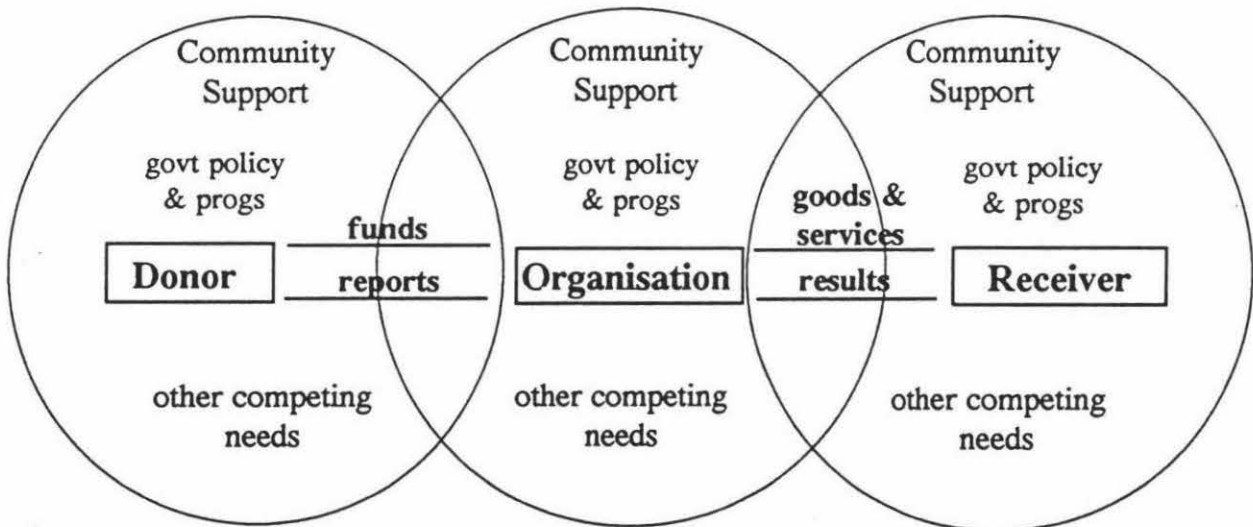 Community
Support
Community
Support
Community
Support
govt policy
& progs
govt policy
& progs
govt policy
& progs
funds
reports
goods &
services
results
Donor
Organisation
Receiver
other competing
needs
other competing
needs
other competing
needs